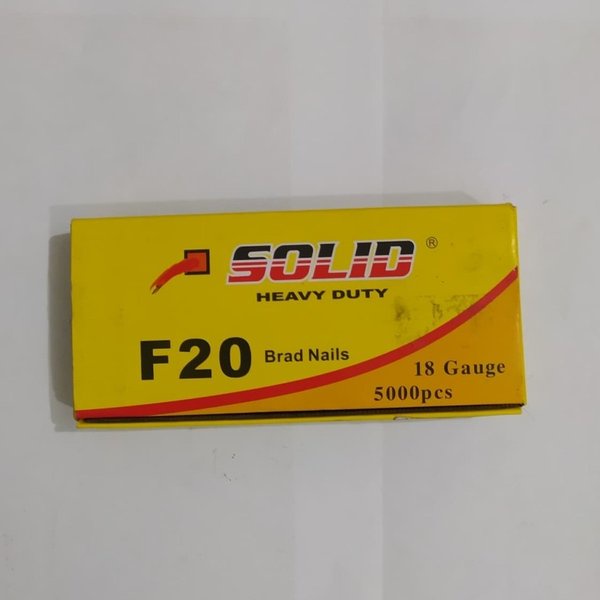 SOLID ®
HEAVY DUTY
F20 Brad Nails
18 Gauge
5000pcs